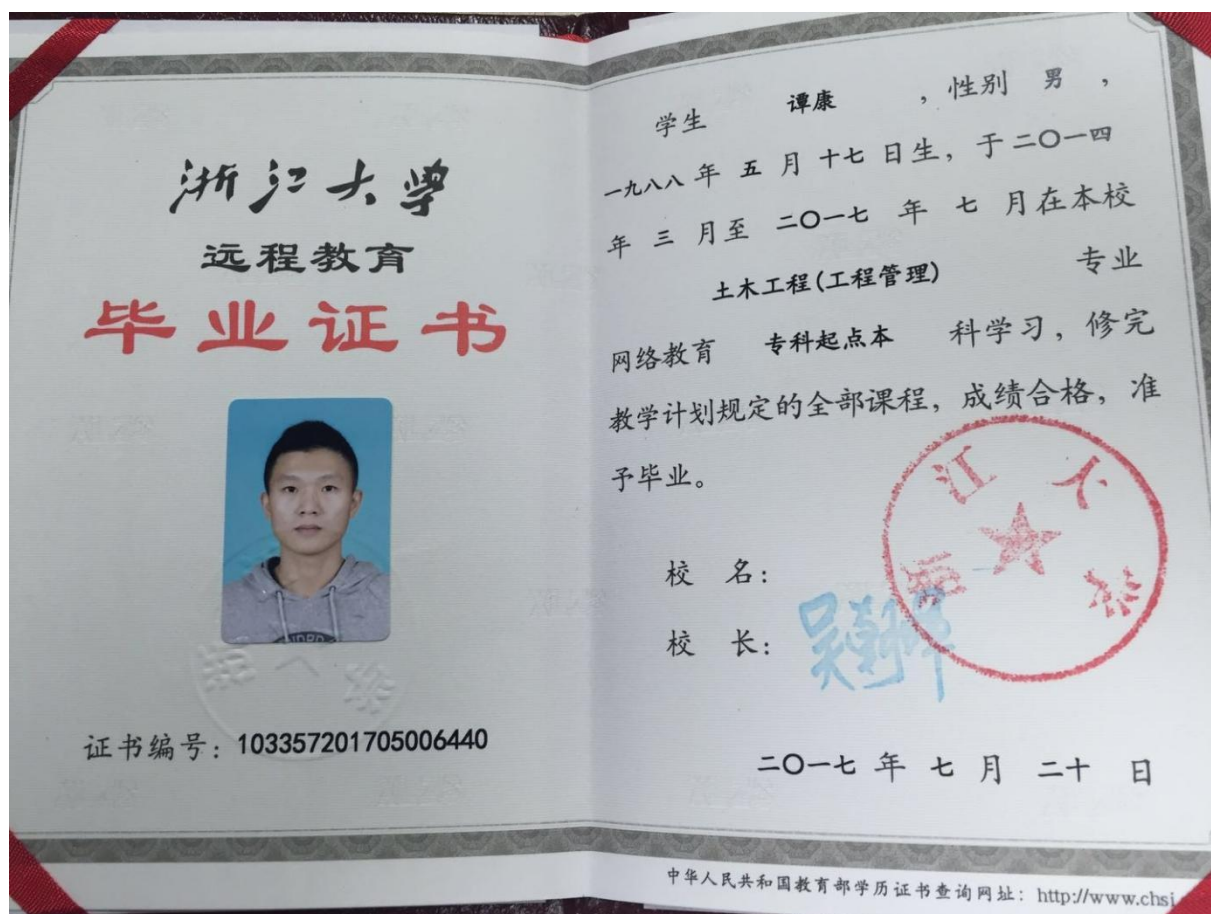 浙江大学
远程教育
毕业证书
证书编号：103357201705006440
学生 谭康 ，性别 男 ，
一九八八 年 五 月 十七 日生，于二〇一四
年 三 月至 二〇一七 年 七 月在本校
土木工程(工程管理) 专业
网络教育 专科起点本 科学习，修完
教学计划规定的全部课程，成绩合格，准
予毕业。
校 名：
校 长：
二〇一七 年 七 月 二十 日
中华人民共和国教育部学历证书查询网址：http://www.chsi